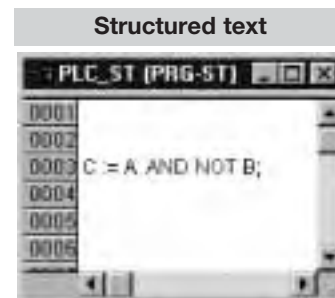 Structured text
PLC_ST (PRG-ST)
0001
0002
0003 C := A AND NOT B;
0004
0005
0006